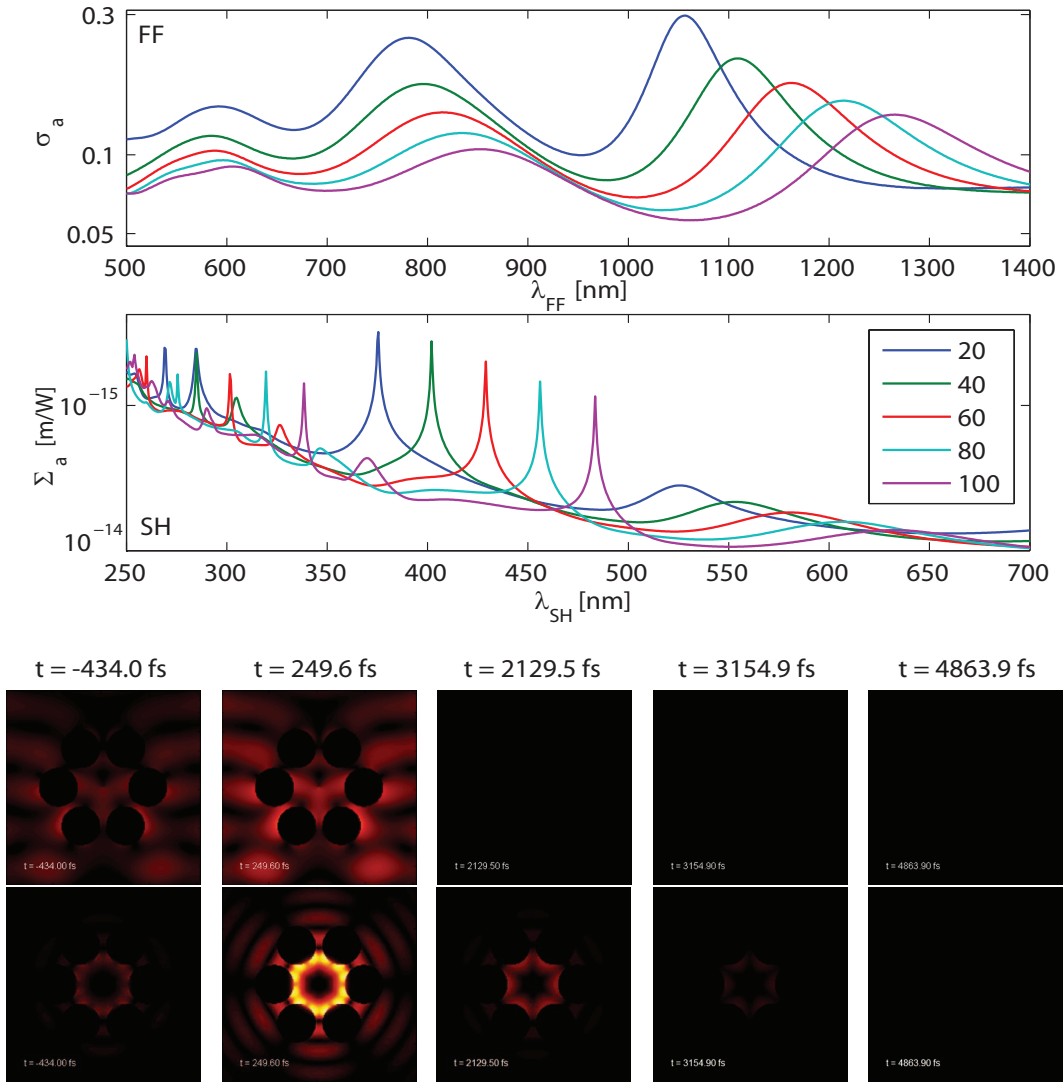 FF
0.3
0.1
0.05
σ_a
500 600 700 800 900 1000 1100 1200 1300 1400
λ_FF [nm]
20
40
60
80
100
10^−15
10^−14
Σ_a [m/W]
SH
250 300 350 400 450 500 550 600 650 700
λ_SH [nm]
t = -434.0 fs t = 249.6 fs t = 2129.5 fs t = 3154.9 fs t = 4863.9 fs
t = -434.00 fs t = 249.60 fs t = 2129.50 fs t = 3154.90 fs t = 4863.90 fs
t = -434.00 fs t = 249.60 fs t = 2129.50 fs t = 3154.90 fs t = 4863.90 fs